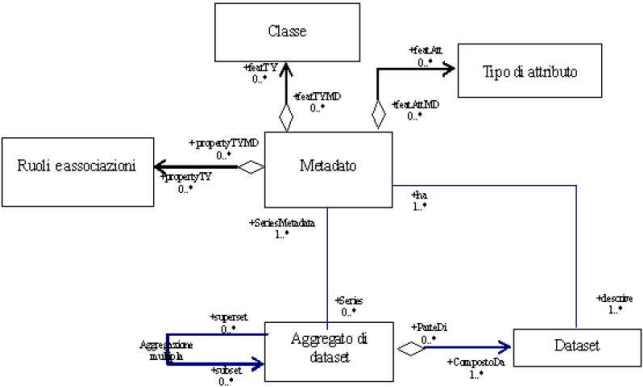 Classe
+featTY
0..*
+featTYMD
0..*
+featAtt
0..*
+featAttMD
0..*
Tipo di attributo
Ruoli e associazioni
+propertyTYMD
0..*
+propertyTY
0..*
Metadato
+ha
1..*
+SeriesMetadata
1..*
+Series
0..*
+descrive
1..*
+superset
0..*
Aggregazione
multipla
+subset
0..*
Aggregato di
dataset
+ParteDi
0..*
+CompostoDa
1..*
Dataset